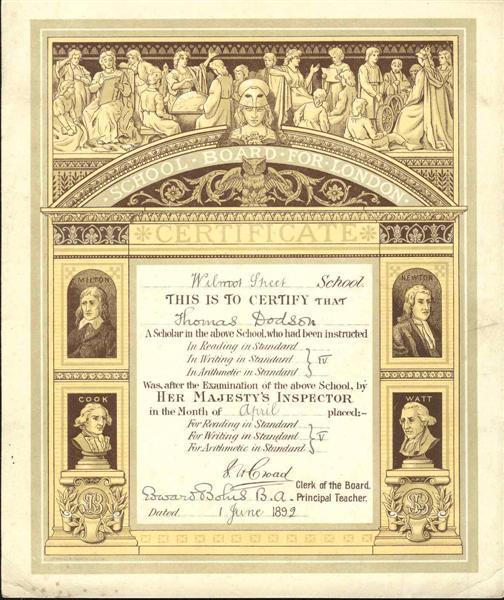 SCHOOL · BOARD · FOR · LONDON
CERTIFICATE
MILTON
NEWTON
COOK
WATT
Wilmot Street School.
THIS IS TO CERTIFY THAT
Thomas Dodson
A Scholar in the above School, who had been instructed
In Reading in Standard
In Writing in Standard } IV
In Arithmetic in Standard
Was, after the Examination of the above School, by
HER MAJESTY'S INSPECTOR
in the Month of April placed:-
For Reading in Standard
For Writing in Standard } V
For Arithmetic in Standard
Clerk of the Board.
Edward B.A. Principal Teacher.
Dated 1 June 1892